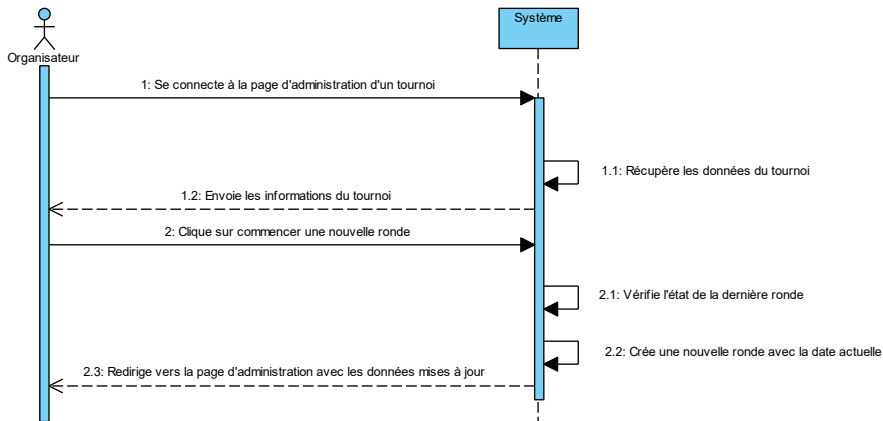 Système
Organisateur
1: Se connecte à la page d'administration d'un tournoi
1.1: Récupère les données du tournoi
1.2: Envoie les informations du tournoi
2: Clique sur commencer une nouvelle ronde
2.1: Vérifie l'état de la dernière ronde
2.2: Crée une nouvelle ronde avec la date actuelle
2.3: Redirige vers la page d'administration avec les données mises à jour